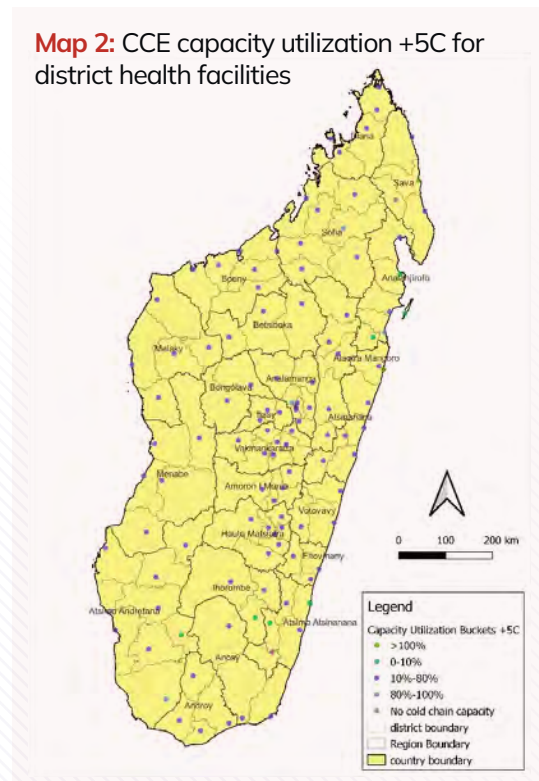 Map 2: CCE capacity utilization +5C for
district health facilities
Diana
Sava
Sofia
Analanjirofo
Boeny
Betsiboka
Melaky
Alaotra Mangoro
Analamanga
Bongolava
Itasy
Atsinanana
Vakinankaratra
Menabe
Amoron I Mania
Vatovavy
Haute Matsiatra
Fitovinany
Ihorombe
Atsimo Andrefana
Atsimo Atsinanana
Anosy
Androy
0 100 200 km
Legend
Capacity Utilization Buckets +5C
>100%
0-10%
10%-80%
80%-100%
No cold chain capacity
district boundary
Region Boundary
country boundary